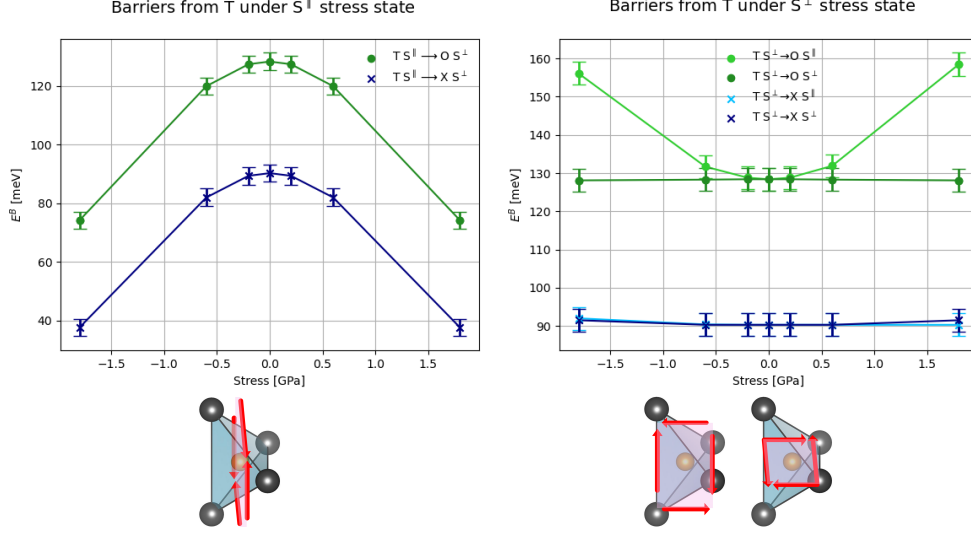 Barriers from T under S∥ stress state
120
100
80
60
40
E^B [meV]
T S∥ → O S⊥
T S∥ → X S⊥
−1.5 −1.0 −0.5 0.0 0.5 1.0 1.5
Stress [GPa]
Barriers from T under S⊥ stress state
160
150
140
130
120
110
100
90
E^B [meV]
T S⊥→O S∥
T S⊥→O S⊥
T S⊥→X S∥
T S⊥→X S⊥
−1.5 −1.0 −0.5 0.0 0.5 1.0 1.5
Stress [GPa]